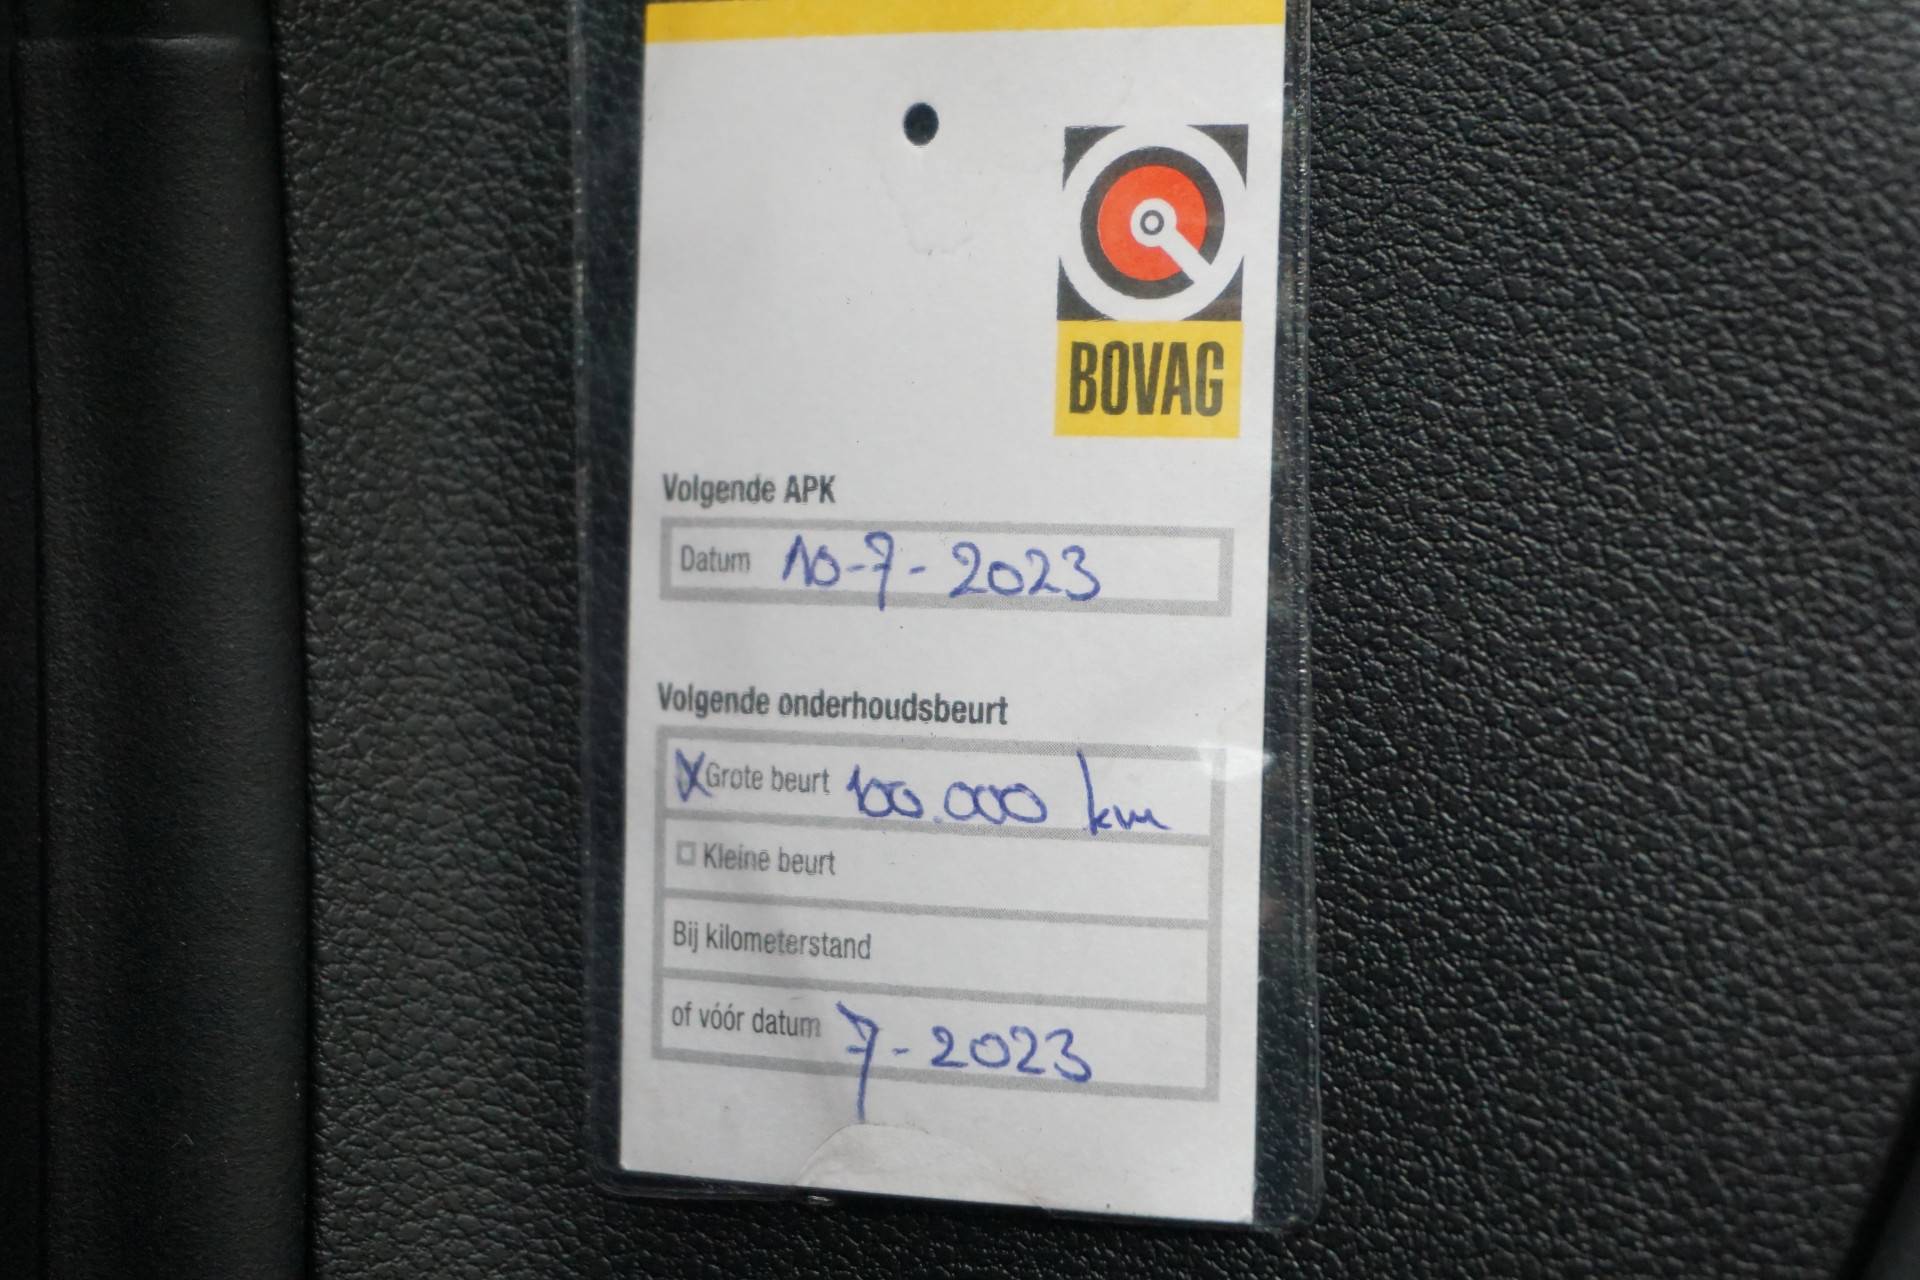 BOVAG
Volgende APK
Datum 10-7-2023
Volgende onderhoudsbeurt
X Grote beurt 100.000 km
Kleine beurt
Bij kilometerstand
of vóór datum 7-2023